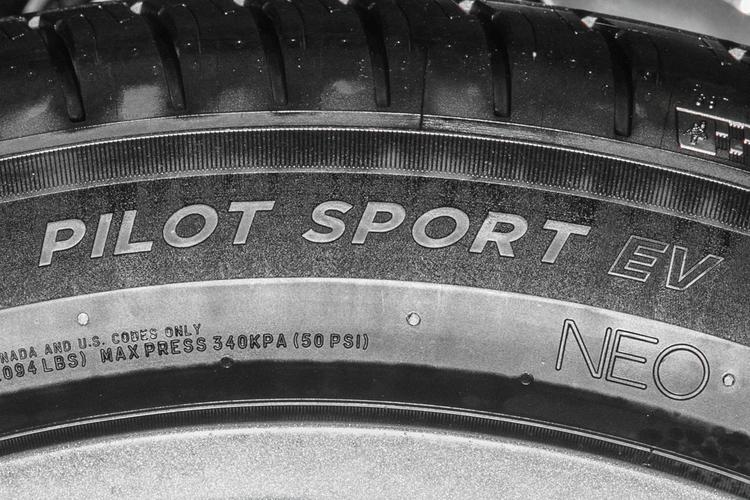 PILOT SPORT EV
NADA AND U.S. CODES ONLY
094 LBS) MAX PRESS 340KPA (50 PSI)
NEO